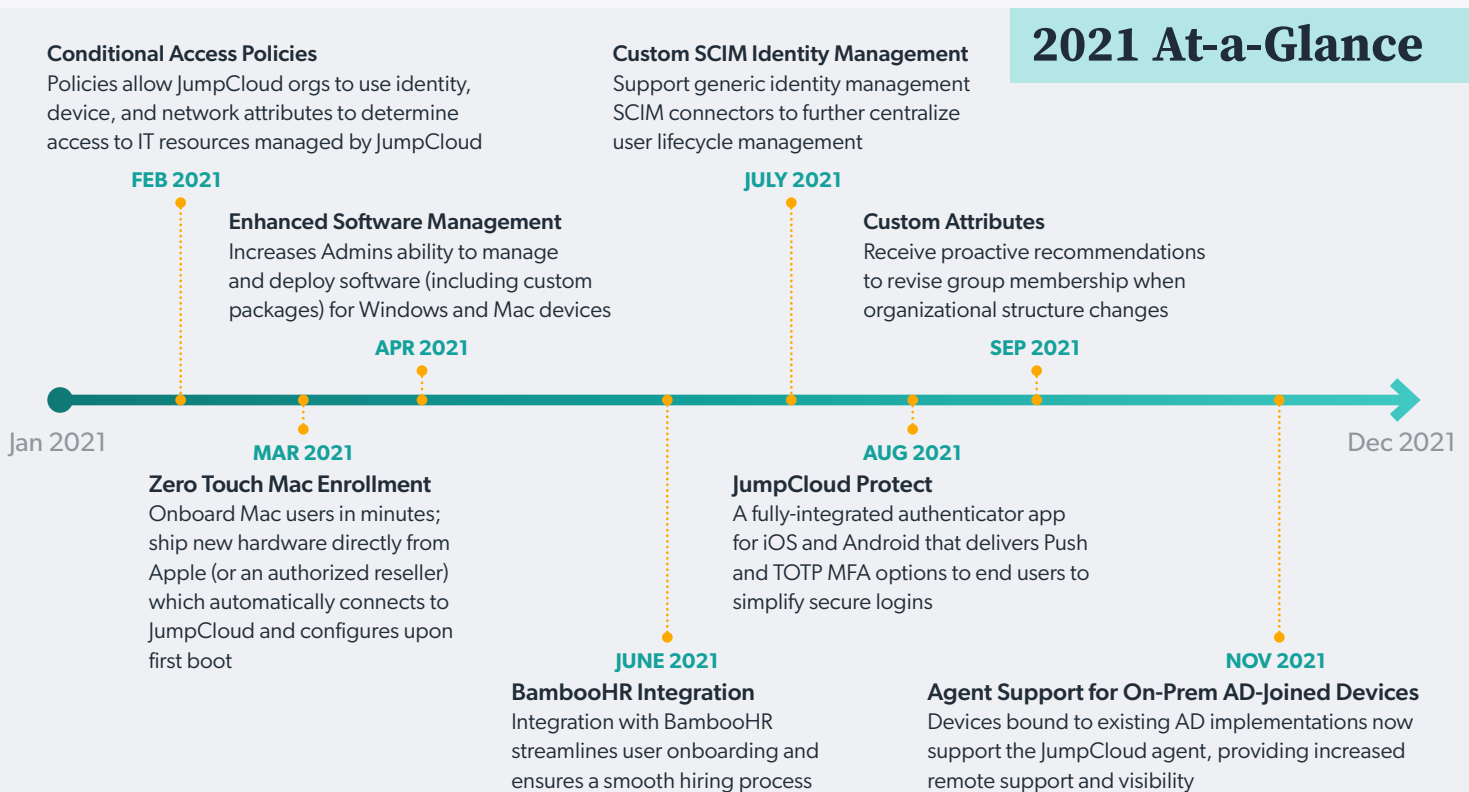 2021 At-a-Glance
Conditional Access Policies
Policies allow JumpCloud orgs to use identity,
device, and network attributes to determine
access to IT resources managed by JumpCloud
FEB 2021
Custom SCIM Identity Management
Support generic identity management
SCIM connectors to further centralize
user lifecycle management
JULY 2021
Enhanced Software Management
Increases Admins ability to manage
and deploy software (including custom
packages) for Windows and Mac devices
APR 2021
Custom Attributes
Receive proactive recommendations
to revise group membership when
organizational structure changes
SEP 2021
Jan 2021
Dec 2021
MAR 2021
Zero Touch Mac Enrollment
Onboard Mac users in minutes;
ship new hardware directly from
Apple (or an authorized reseller)
which automatically connects to
JumpCloud and configures upon
first boot
AUG 2021
JumpCloud Protect
A fully-integrated authenticator app
for iOS and Android that delivers Push
and TOTP MFA options to end users to
simplify secure logins
JUNE 2021
BambooHR Integration
Integration with BambooHR
streamlines user onboarding and
ensures a smooth hiring process
NOV 2021
Agent Support for On-Prem AD-Joined Devices
Devices bound to existing AD implementations now
support the JumpCloud agent, providing increased
remote support and visibility